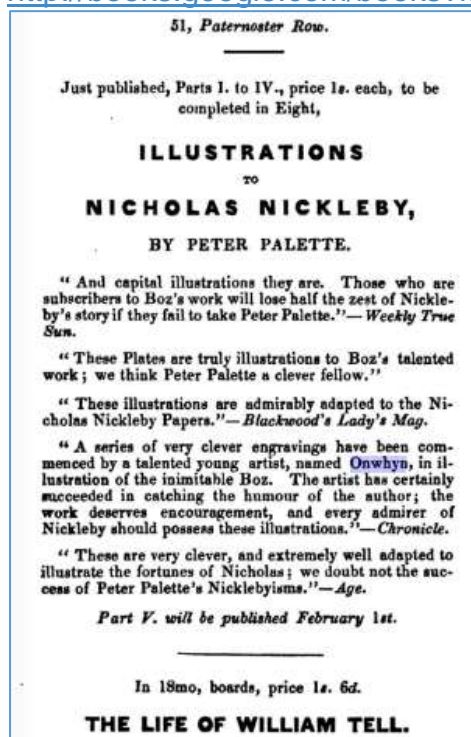 51, Paternoster Row.
Just published, Parts I. to IV., price 1s. each, to be
completed in Eight,
ILLUSTRATIONS
TO
NICHOLAS NICKLEBY,
BY PETER PALETTE.
" And capital illustrations they are. Those who are
subscribers to Boz's work will lose half the zest of Nickle-
by's story if they fail to take Peter Palette."—Weekly True
Sun.
" These Plates are truly illustrations to Boz's talented
work; we think Peter Palette a clever fellow."
" These illustrations are admirably adapted to the Ni-
cholas Nickleby Papers."—Blackwood's Lady's Mag.
" A series of very clever engravings have been com-
menced by a talented young artist, named Onwhyn, in il-
lustration of the inimitable Boz. The artist has certainly
succeeded in catching the humour of the author; the
work deserves encouragement, and every admirer of
Nickleby should possess these illustrations."—Chronicle.
" These are very clever, and extremely well adapted to
illustrate the fortunes of Nicholas; we doubt not the suc-
cess of Peter Palette's Nicklebyisms."—Age.
Part V. will be published February 1st.
In 18mo, boards, price 1s. 6d.
THE LIFE OF WILLIAM TELL.